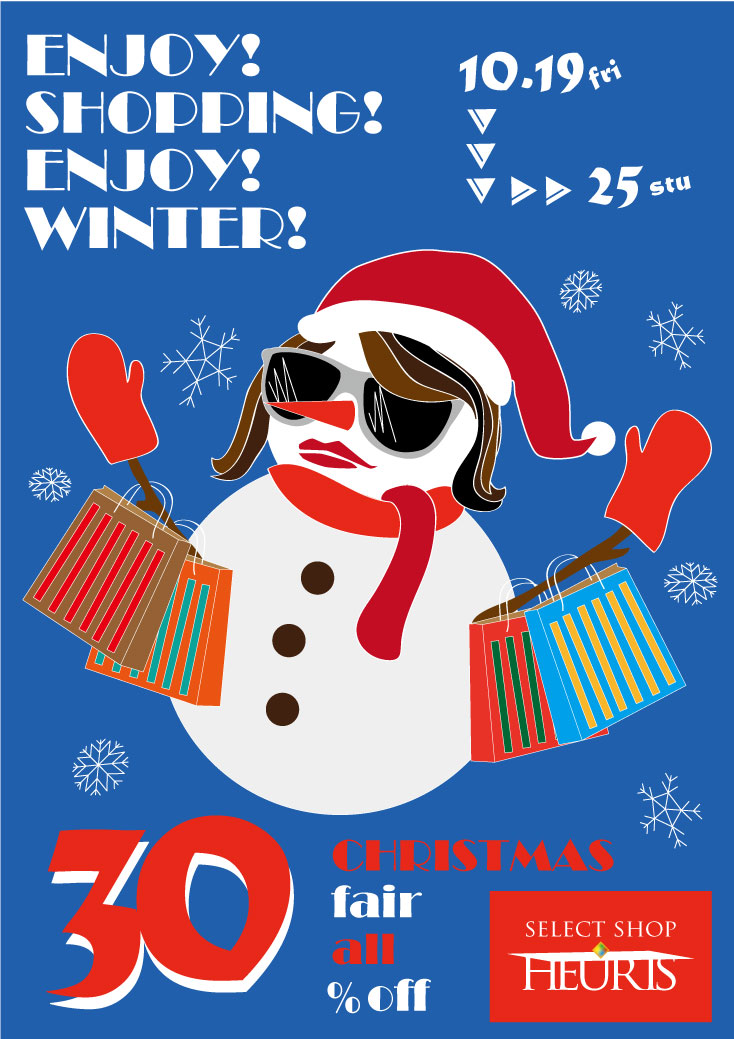 ENJOY!
SHOPPING!
ENJOY!
WINTER!
10.19 fri
25 stu
30
CHRISTMAS
fair
all
% off
SELECT SHOP
HEURIS